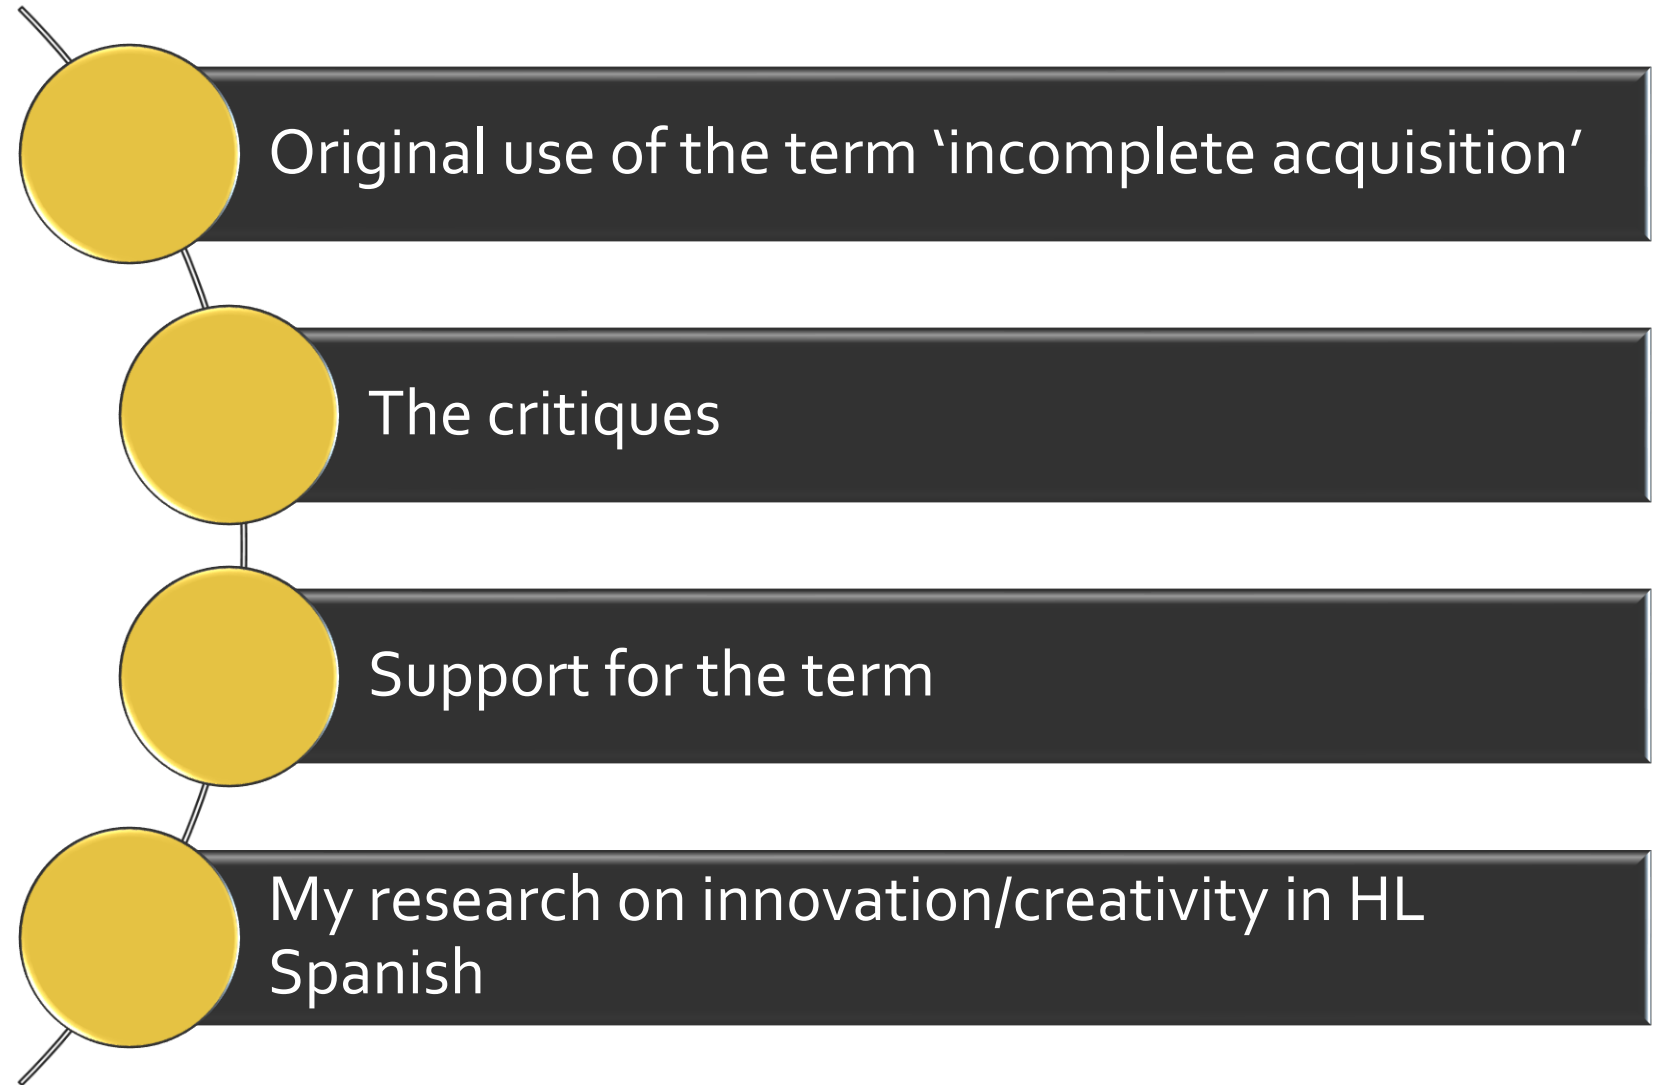 Original use of the term ‘incomplete acquisition’
The critiques
Support for the term
My research on innovation/creativity in HL
Spanish